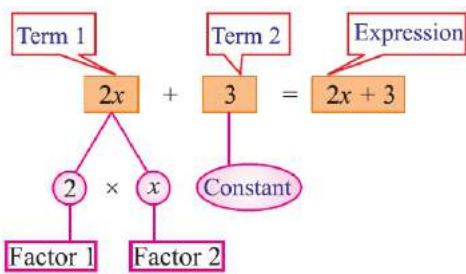 Term 1 Term 2 Expression
2x + 3 = 2x + 3
2 × x Constant
Factor 1 Factor 2